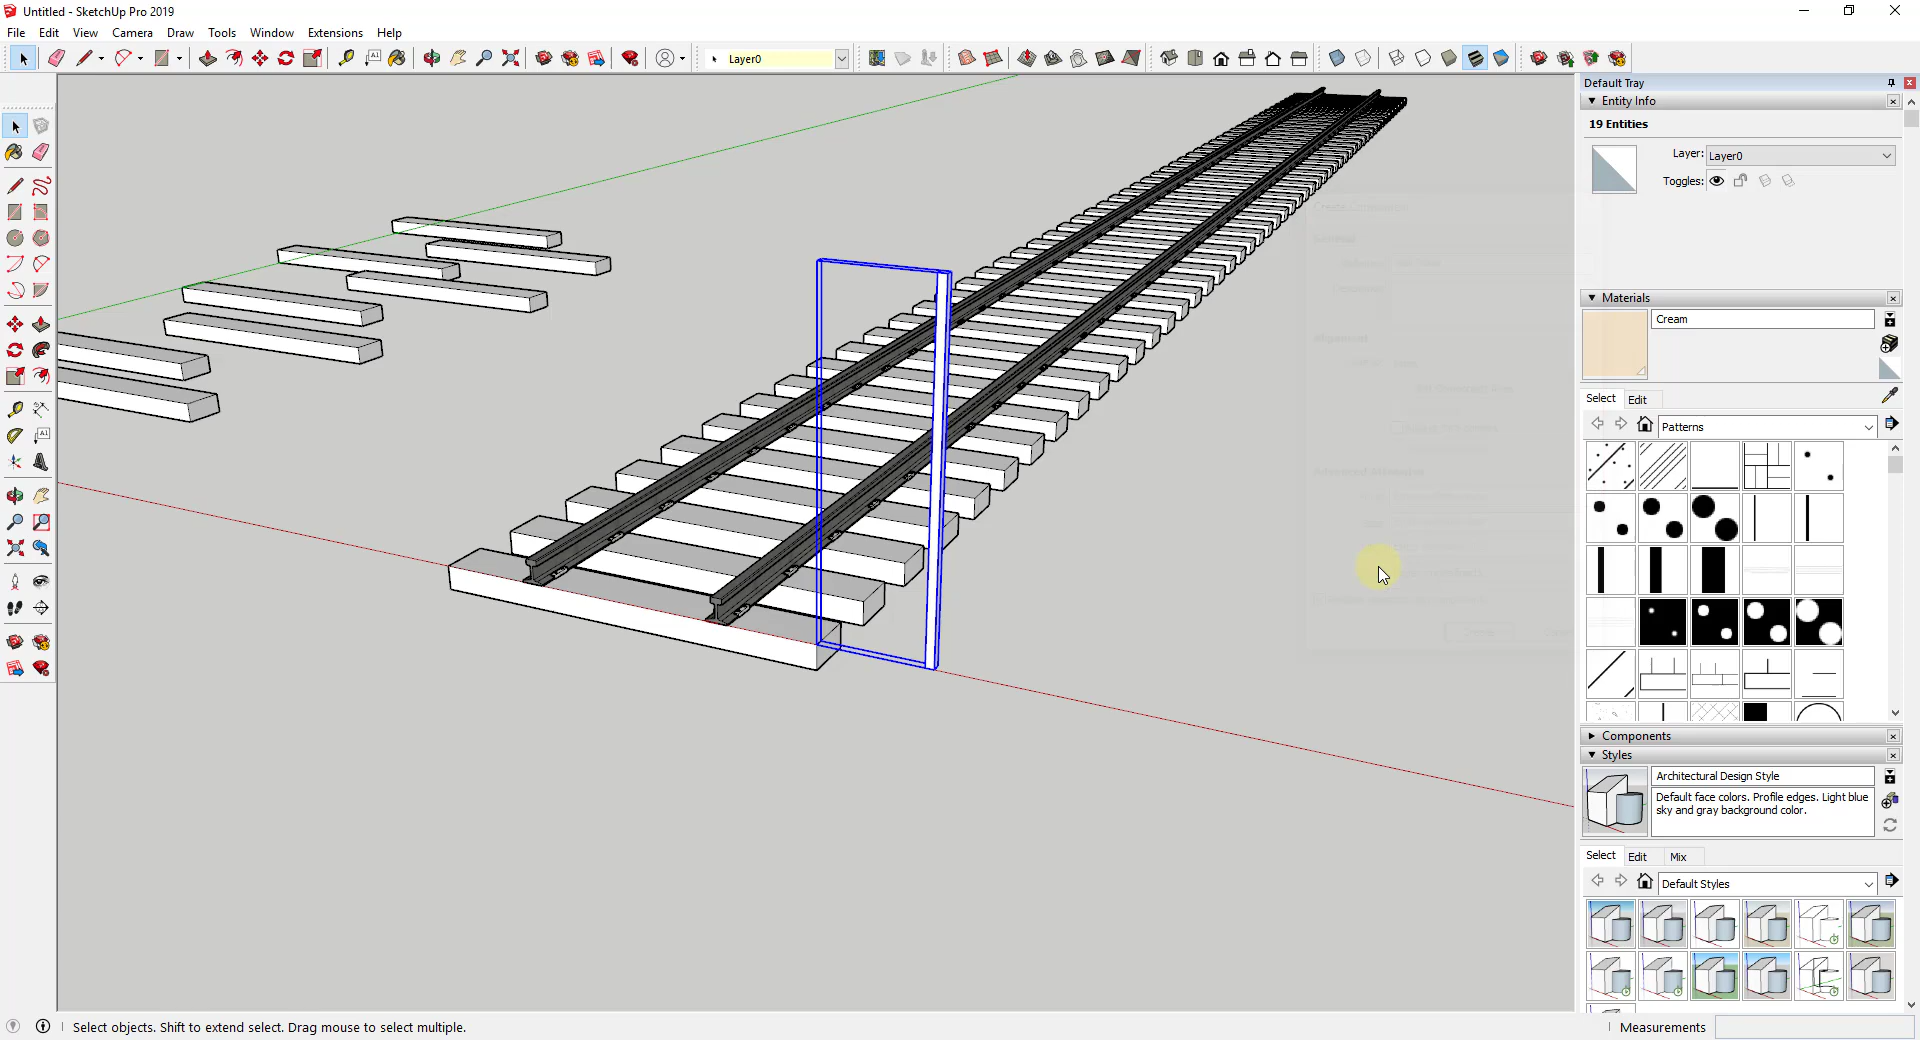 Untitled - SketchUp Pro 2019
File Edit View Camera Draw Tools Window Extensions Help
Layer0
Default Tray
Entity Info
19 Entities
Layer: Layer0
Toggles:
Materials
Cream
Select Edit
Patterns
Components
Styles
Architectural Design Style
Default face colors. Profile edges. Light blue
sky and gray background color.
Select Edit Mix
Default Styles
Select objects. Shift to extend select. Drag mouse to select multiple.
Measurements